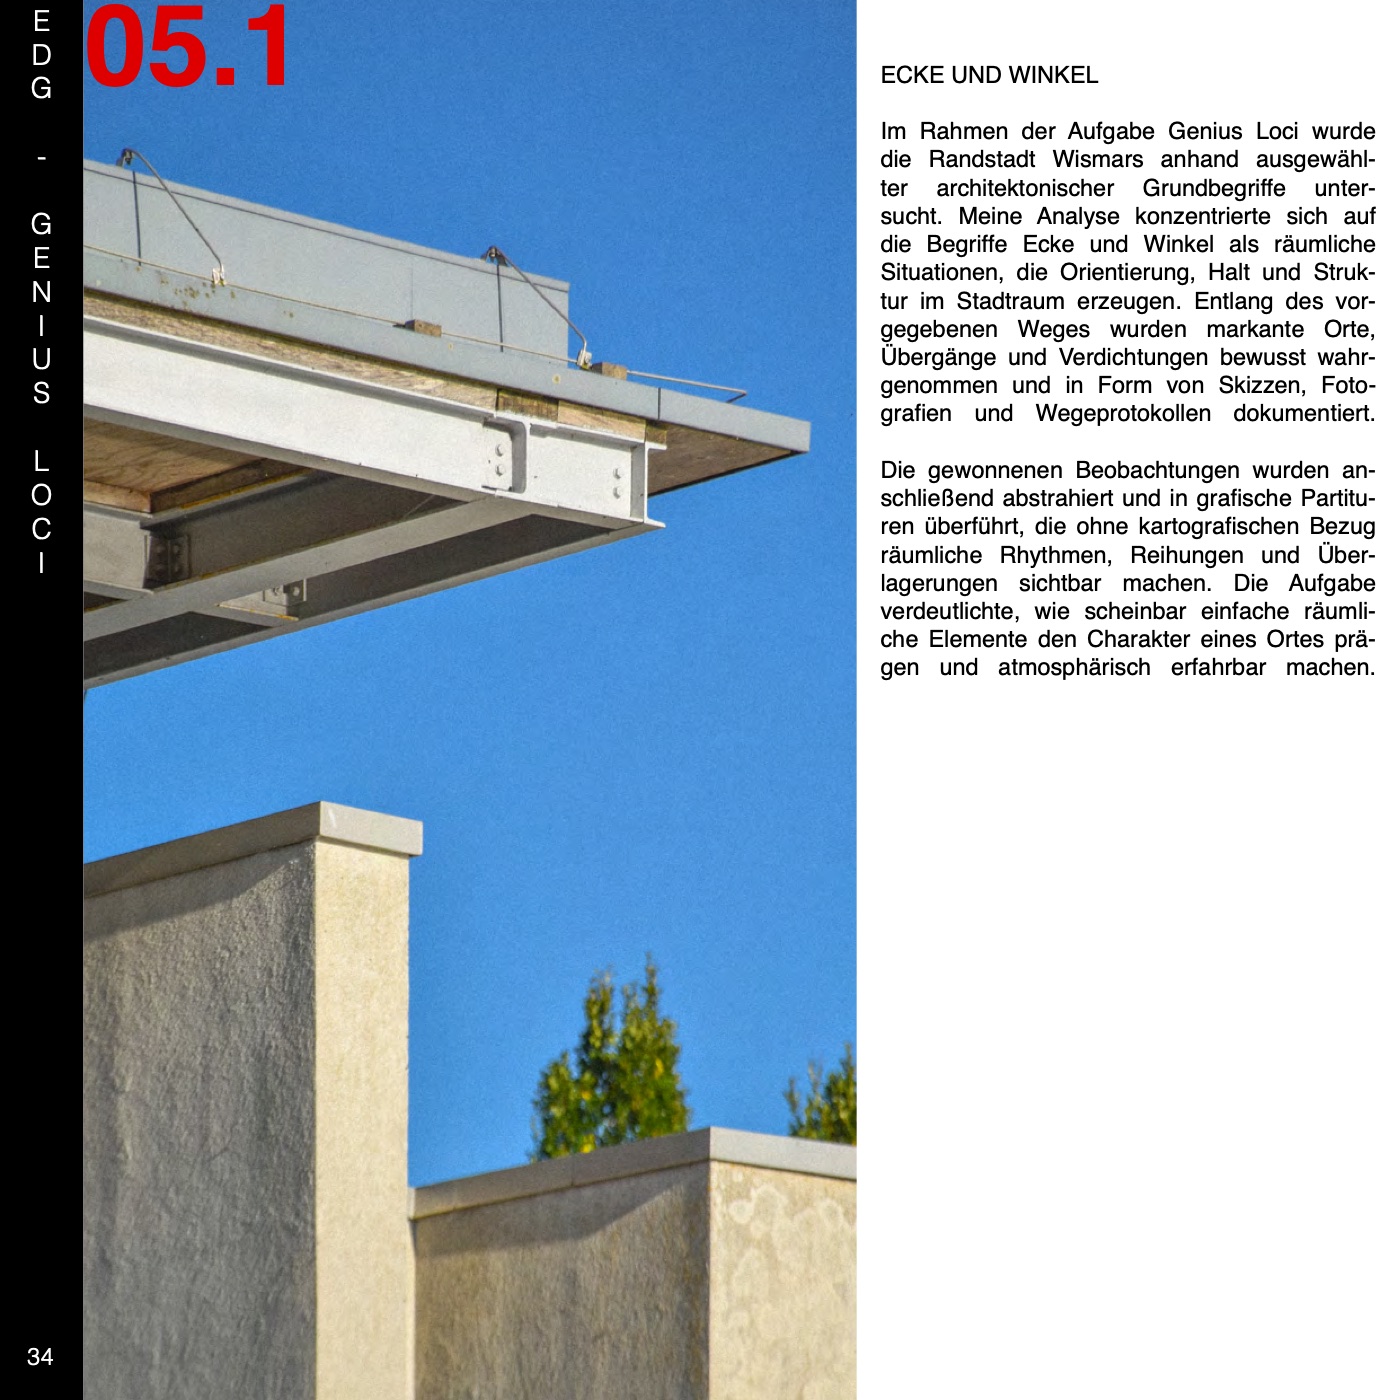 EDG - GENIUS LOCI
05.1
ECKE UND WINKEL
Im Rahmen der Aufgabe Genius Loci wurde
die Randstadt Wismars anhand ausgewähl-
ter architektonischer Grundbegriffe unter-
sucht. Meine Analyse konzentrierte sich auf
die Begriffe Ecke und Winkel als räumliche
Situationen, die Orientierung, Halt und Struk-
tur im Stadtraum erzeugen. Entlang des vor-
gegebenen Weges wurden markante Orte,
Übergänge und Verdichtungen bewusst wahr-
genommen und in Form von Skizzen, Foto-
grafien und Wegeprotokollen dokumentiert.
Die gewonnenen Beobachtungen wurden an-
schließend abstrahiert und in grafische Partitu-
ren überführt, die ohne kartografischen Bezug
räumliche Rhythmen, Reihungen und Über-
lagerungen sichtbar machen. Die Aufgabe
verdeutlichte, wie scheinbar einfache räumli-
che Elemente den Charakter eines Ortes prä-
gen und atmosphärisch erfahrbar machen.
34